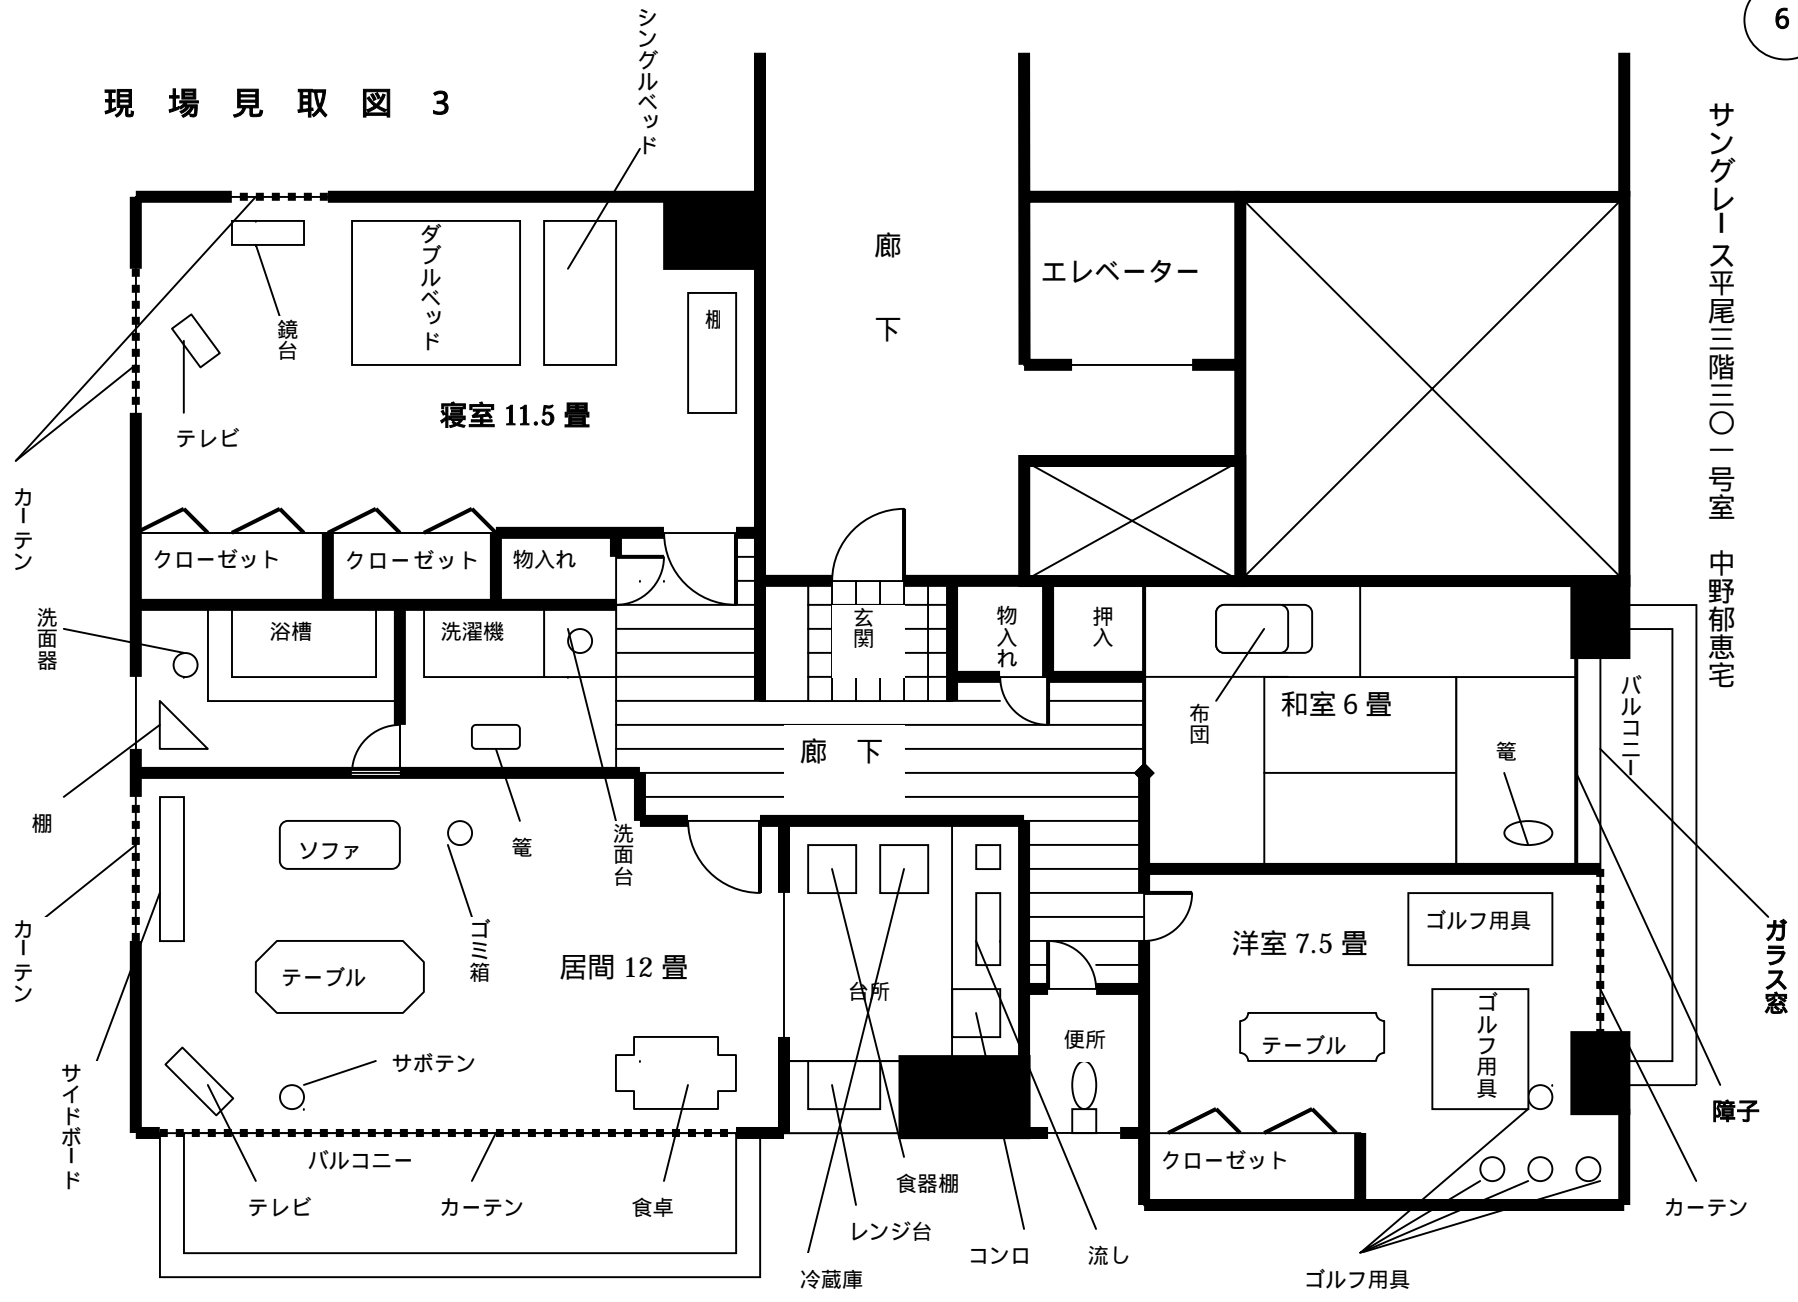 6
現 場 見 取 図 3
サングレース平尾三階三〇一号室 中野郁恵宅
シングルベッド
ダブルベッド
鏡台
テレビ
棚
寝室 11.5 畳
カーテン
クローゼット
クローゼット
物入れ
廊下
エレベーター
洗面器
浴槽
洗濯機
玄関
物入れ
押入
布団
和室 6 畳
籠
バルコニー
廊 下
棚
籠
洗面台
ソファ
ゴミ箱
カーテン
テーブル
居間 12 畳
台所
洋室 7.5 畳
ゴルフ用具
ゴルフ用具
ガラス窓
便所
テーブル
障子
サイドボード
サボテン
バルコニー
テレビ
カーテン
食卓
食器棚
レンジ台
冷蔵庫
コンロ
流し
クローゼット
カーテン
ゴルフ用具